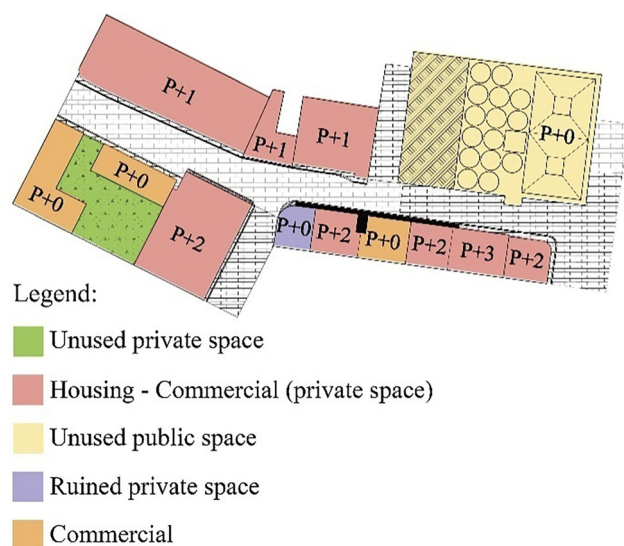 P+1
P+1
P+1
P+0
P+0
P+0
P+2
P+0
P+2
P+0
P+2
P+3
P+2
Legend:
Unused private space
Housing - Commercial (private space)
Unused public space
Ruined private space
Commercial